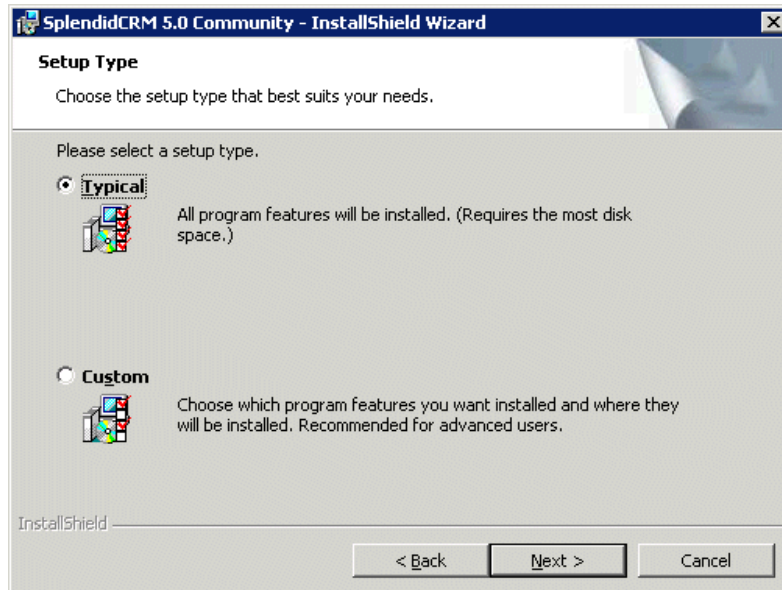 SplendidCRM 5.0 Community - InstallShield Wizard
Setup Type
Choose the setup type that best suits your needs.
Please select a setup type.
Typical
All program features will be installed. (Requires the most disk
space.)
Custom
Choose which program features you want installed and where they
will be installed. Recommended for advanced users.
InstallShield
< Back Next > Cancel